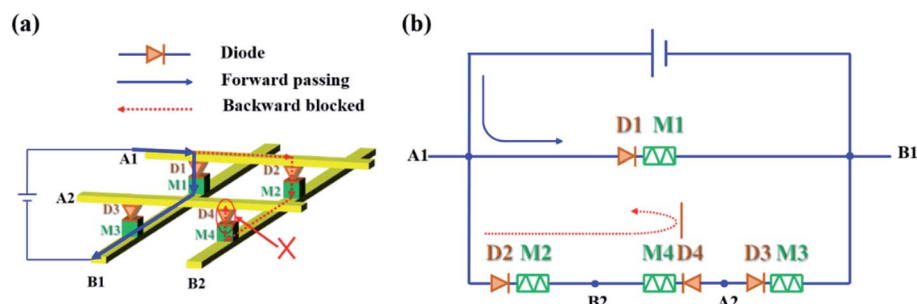 (a)
Diode
Forward passing
Backward blocked
A1
D1
M1
D2
M2
A2
D3
M3
D4
M4
X
B1
B2
(b)
D1 M1
A1
B1
D2 M2
M4 D4
D3 M3
B2
A2